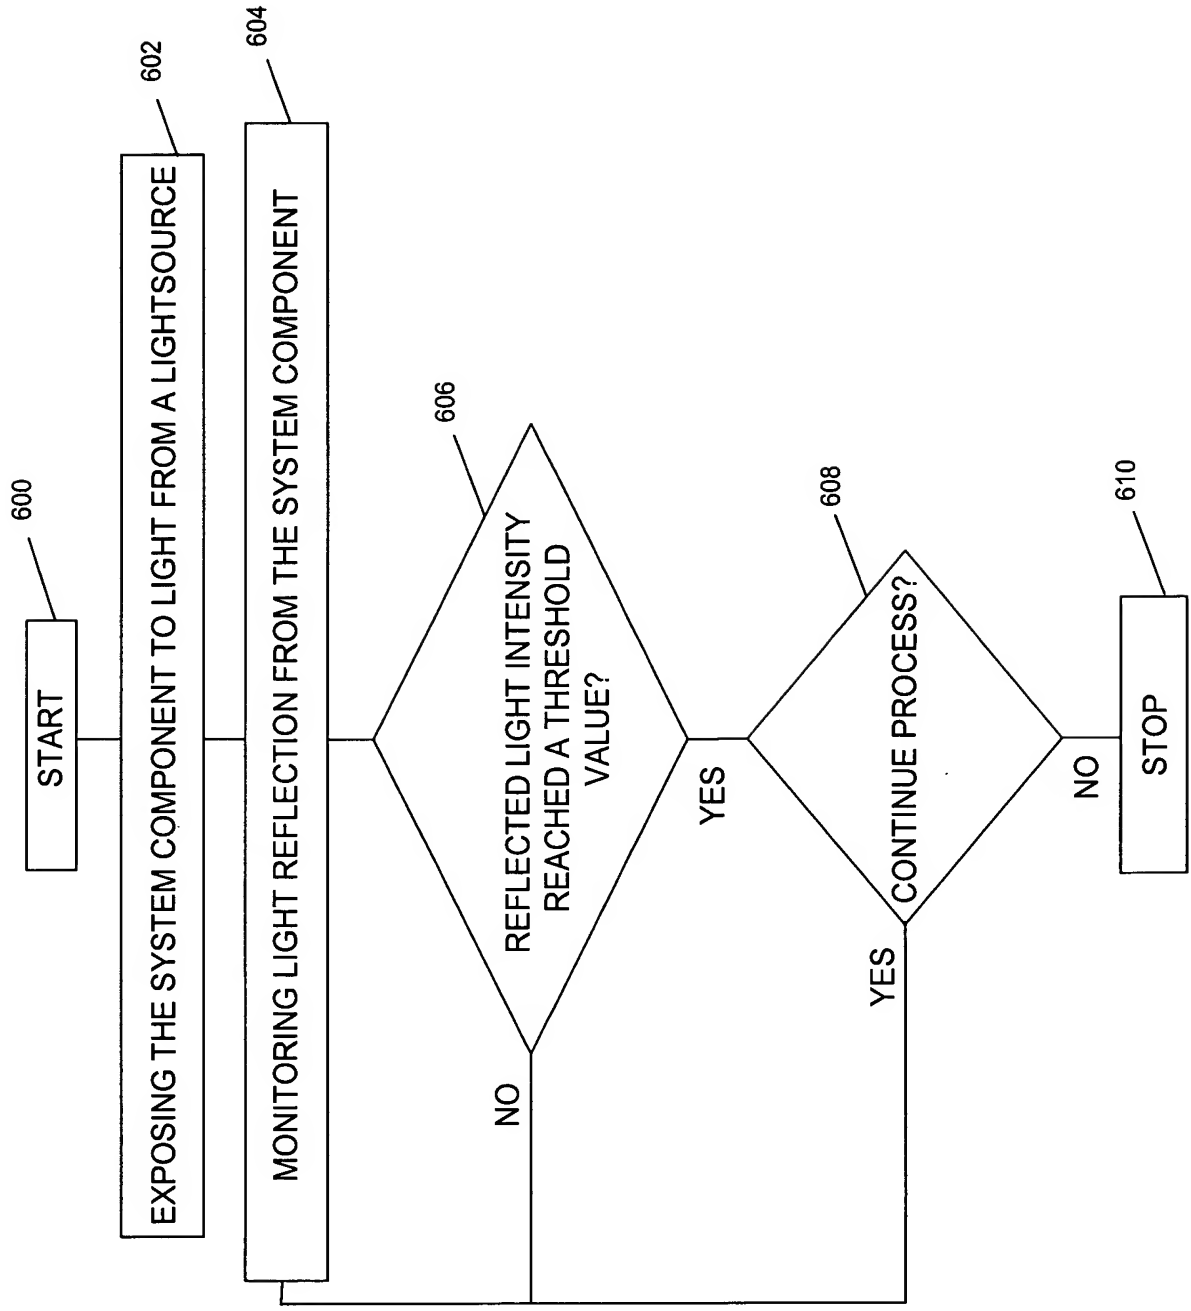 600
START
602
EXPOSING THE SYSTEM COMPONENT TO LIGHT FROM A LIGHTSOURCE
604
MONITORING LIGHT REFLECTION FROM THE SYSTEM COMPONENT
606
REFLECTED LIGHT INTENSITY
REACHED A THRESHOLD
VALUE?
NO
YES
608
CONTINUE PROCESS?
YES
NO
610
STOP